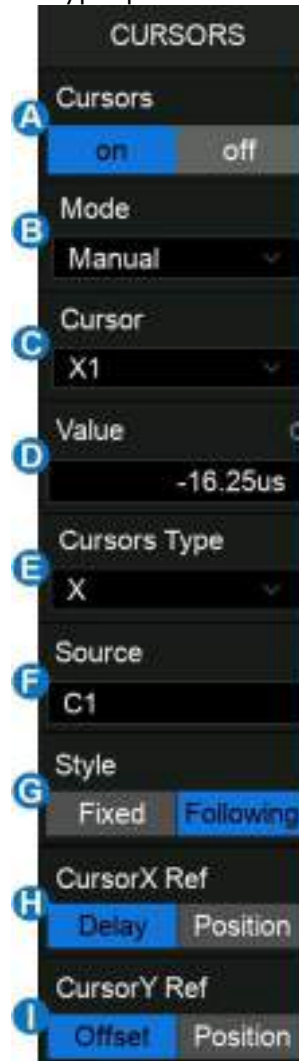 CURSORS
Cursors
A
on off
Mode
B
Manual
Cursor
C
X1
Value
D
-16.25us
Cursors Type
E
X
Source
F
C1
Style
G
Fixed Following
CursorX Ref
H
Delay Position
CursorY Ref
I
Offset Position